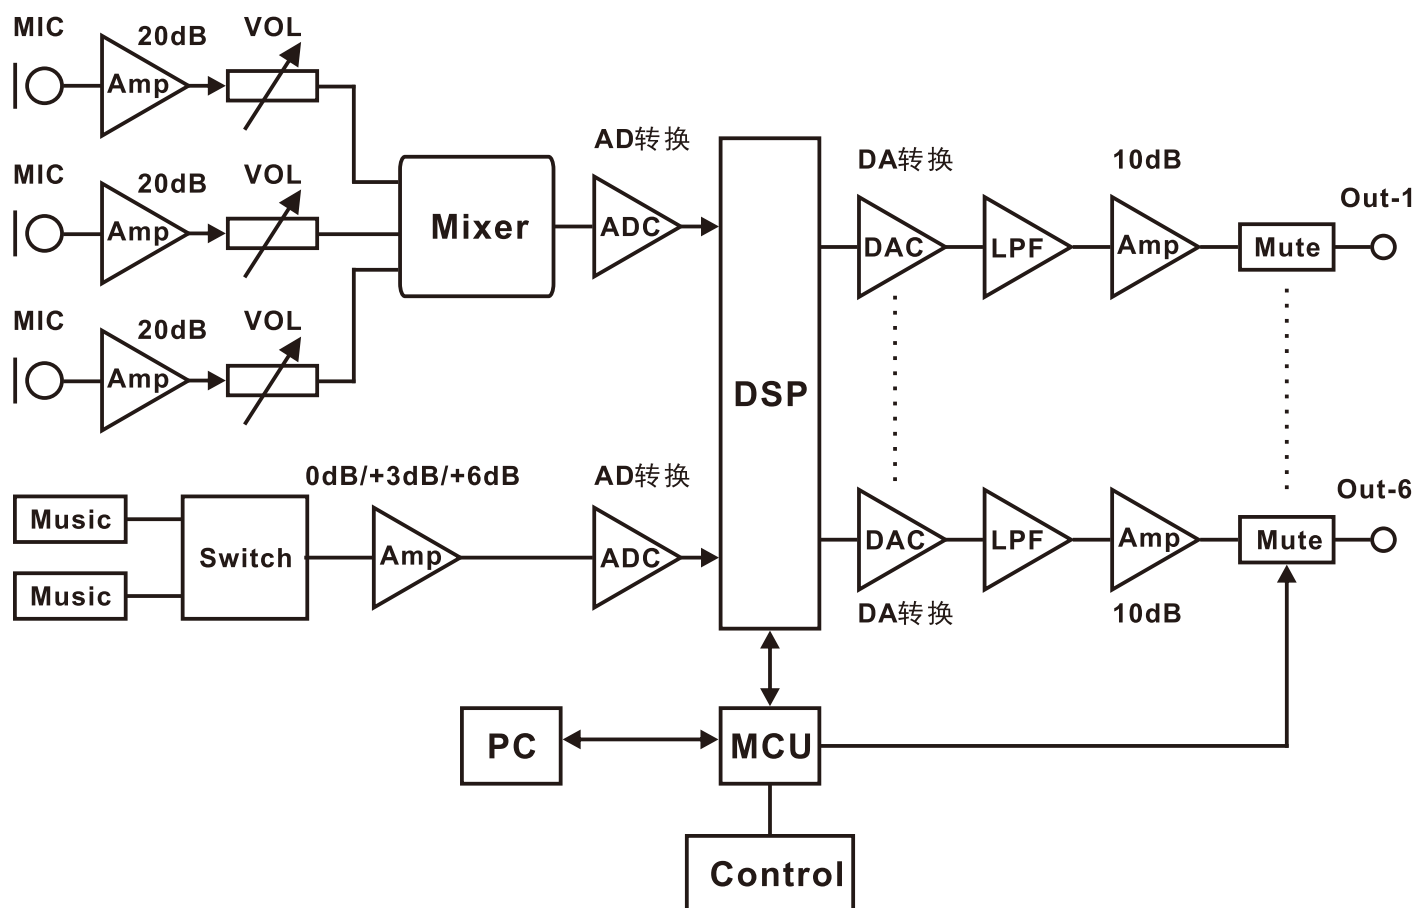 MIC
20dB
VOL
Amp
MIC
20dB
VOL
Amp
MIC
20dB
VOL
Amp
Mixer
AD转换
ADC
DSP
DA转换
DAC
LPF
10dB
Amp
Mute
Out-1
Music
Music
Switch
0dB/+3dB/+6dB
Amp
AD转换
ADC
DAC
DA转换
LPF
Amp
10dB
Mute
Out-6
PC
MCU
Control